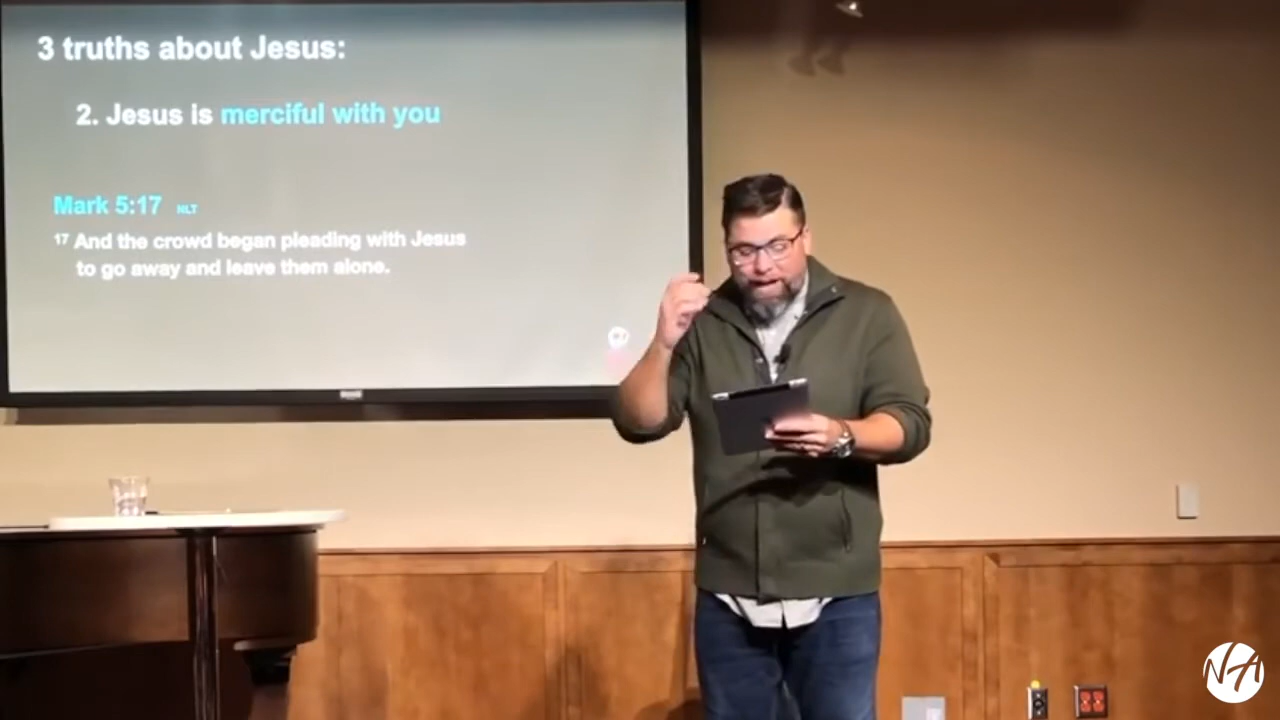 3 truths about Jesus:
2. Jesus is merciful with you
Mark 5:17 NLT
17 And the crowd began pleading with Jesus
to go away and leave them alone.
NA